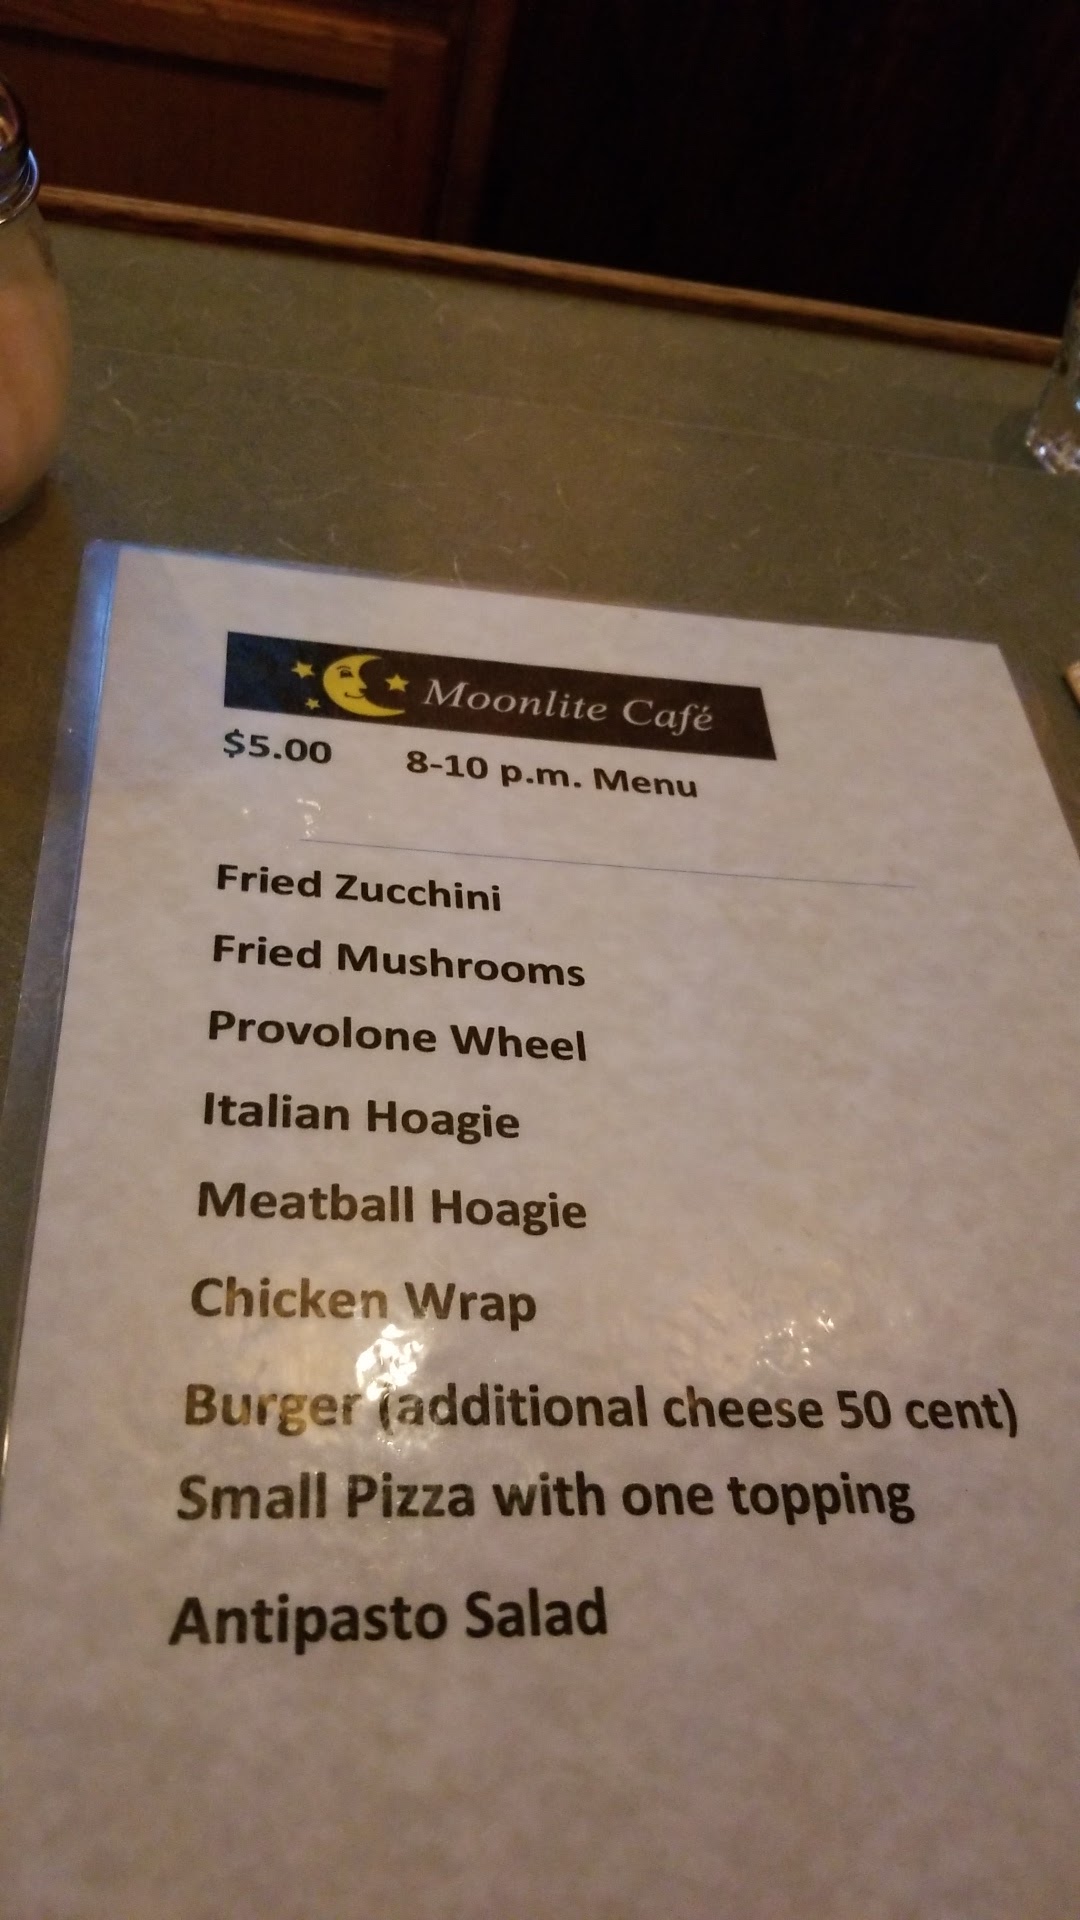 Moonlite Café
$5.00 8-10 p.m. Menu
Fried Zucchini
Fried Mushrooms
Provolone Wheel
Italian Hoagie
Meatball Hoagie
Chicken Wrap
Burger (additional cheese 50 cent)
Small Pizza with one topping
Antipasto Salad